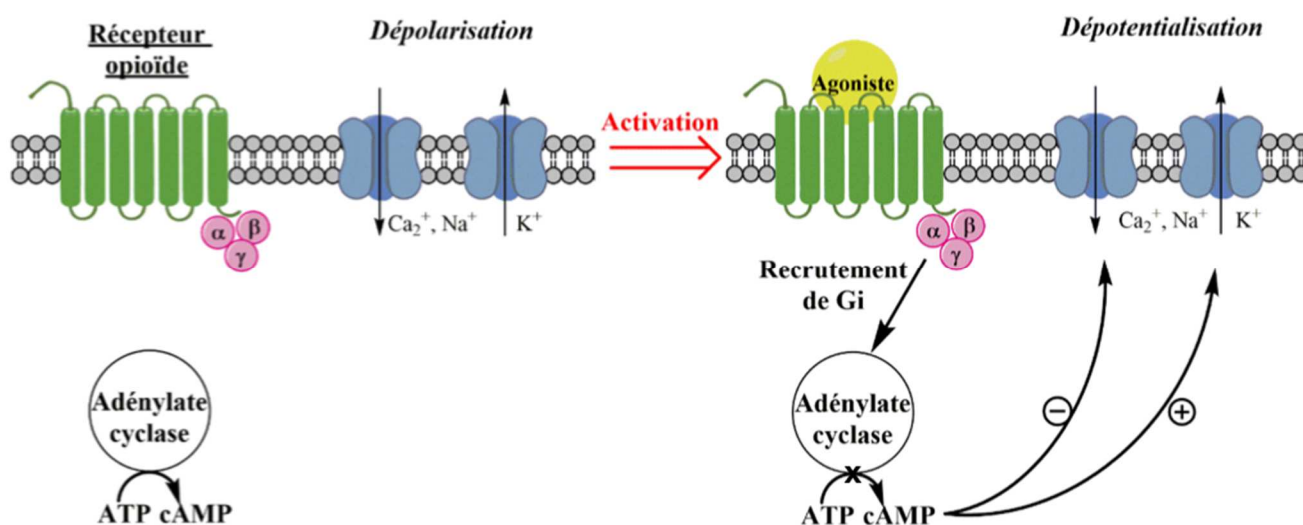 Récepteur
opioïde
Dépolarisation
Ca₂⁺, Na⁺
K⁺
α
β
γ
Adénylate
cyclase
ATP cAMP
Activation
Agoniste
Dépotentialisation
Ca₂⁺, Na⁺
K⁺
α
β
γ
Recrutement
de Gi
Adénylate
cyclase
x
ATP cAMP
−
+